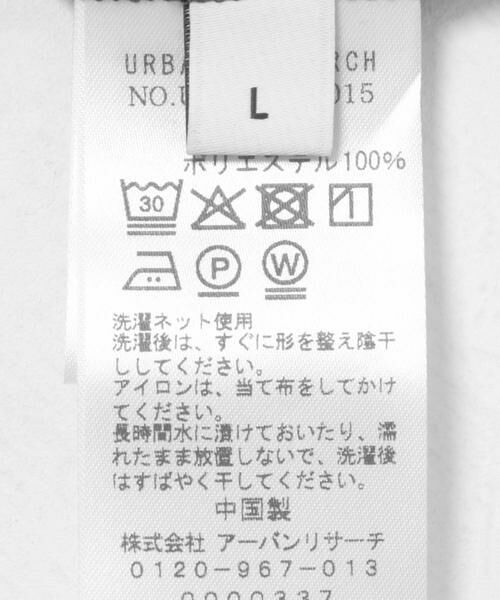 URBA RCH
NO.U 015
L
ポリエステル100%
30
P W
洗濯ネット使用
洗濯後は、すぐに形を整え陰干
ししてください。
アイロンは、当て布をしてかけ
てください。
長時間水に漬けておいたり、濡
れたまま放置しないで、洗濯後
はすばやく干してください。
中国製
株式会社 アーバンリサーチ
0120-967-013
0000337